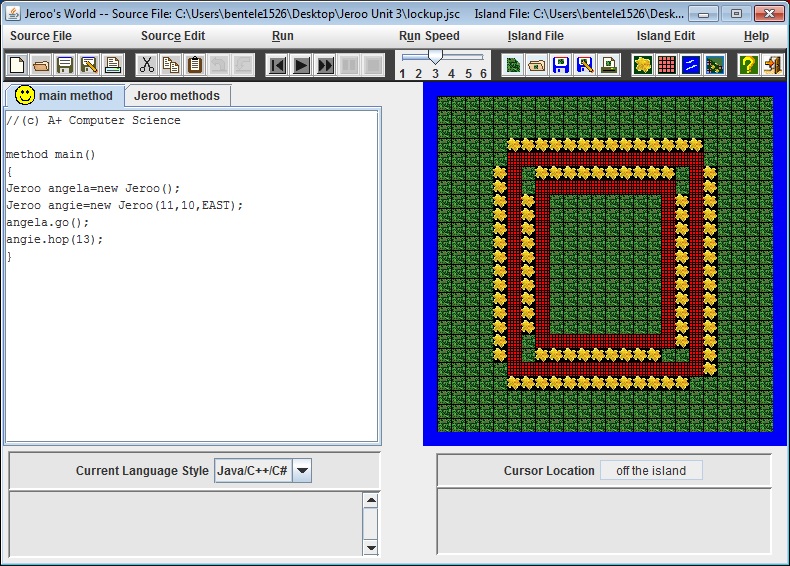 Jeroo's World -- Source File: C:\Users\bentele1526\Desktop\Jeroo Unit 3\lockup.jsc Island File: C:\Users\bentele1526\Desk...
Source File Source Edit Run Run Speed Island File Island Edit Help
1 2 3 4 5 6
main method Jeroo methods
//(c) A+ Computer Science
method main()
{
Jeroo angela=new Jeroo();
Jeroo angie=new Jeroo(11,10,EAST);
angela.go();
angie.hop(13);
}
Current Language Style Java/C++/C#
Cursor Location off the island